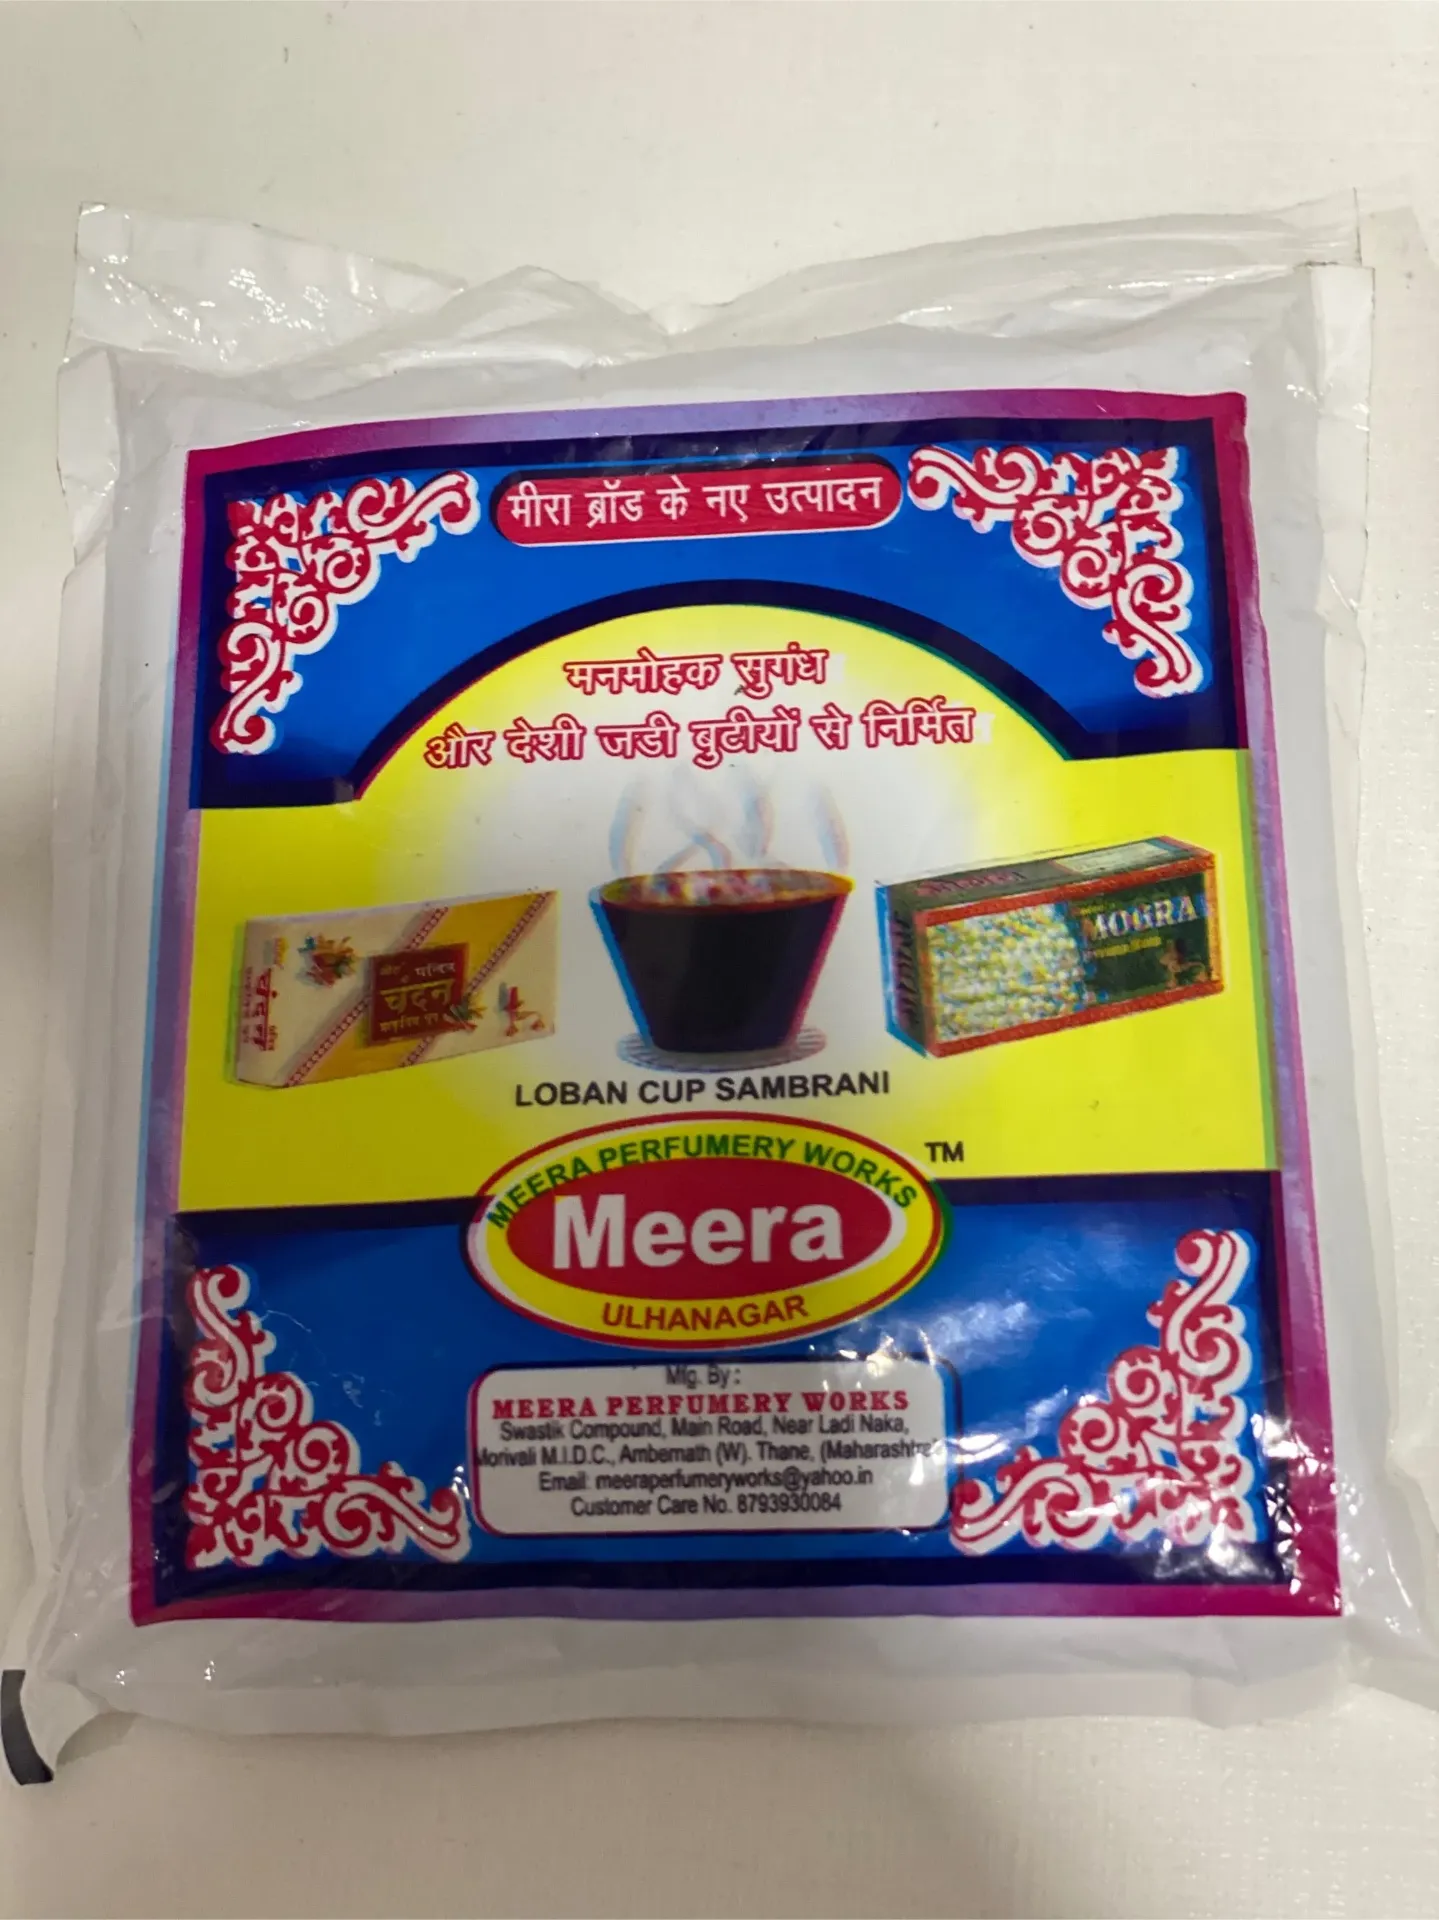 मीरा ब्रॉड के नए उत्पादन
मनमोहक सुगंध
और देशी जडी बुटीयों से निर्मित
चंदन
MOGRA
LOBAN CUP SAMBRANI
MEERA PERFUMERY WORKS
TM
Meera
ULHANAGAR
Mfg. By :
MEERA PERFUMERY WORKS
Swastik Compound, Main Road, Near Ladi Naka,
Morivali M.I.D.C., Ambernath (W). Thane, (Maharashtra)
Email: meeraperfumeryworks@yahoo.in
Customer Care No. 8793930084